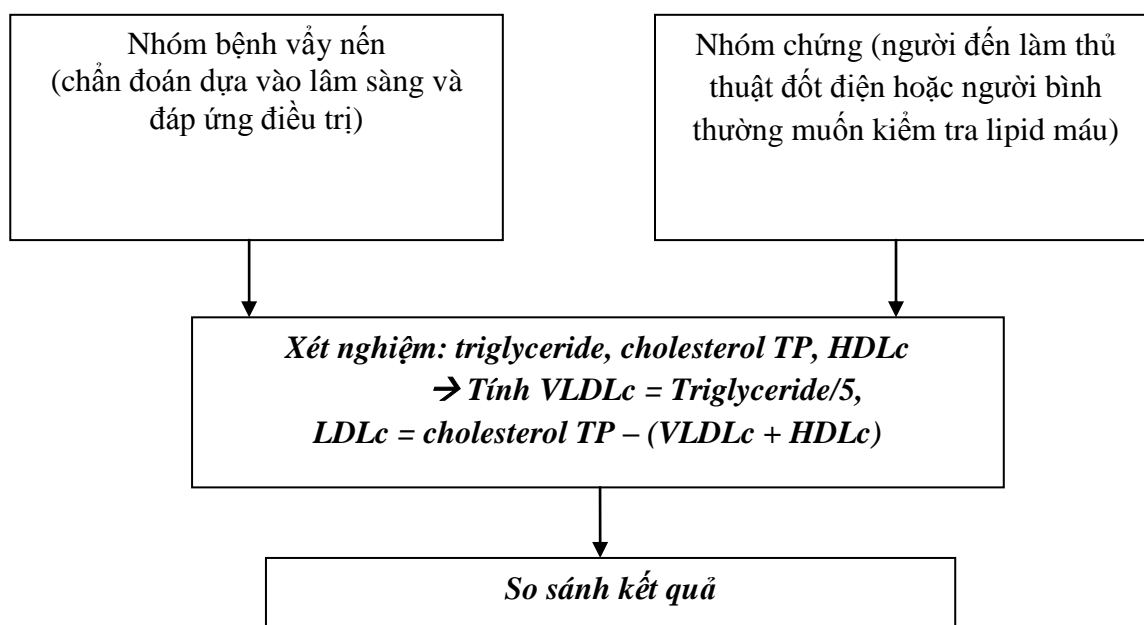 Nhóm bệnh vẩy nến
(chẩn đoán dựa vào lâm sàng và
đáp ứng điều trị)
Nhóm chứng (người đến làm thủ
thuật đốt điện hoặc người bình
thường muốn kiểm tra lipid máu)
Xét nghiệm: triglyceride, cholesterol TP, HDLc
→ Tính VLDLc = Triglyceride/5,
LDLc = cholesterol TP – (VLDLc + HDLc)
So sánh kết quả